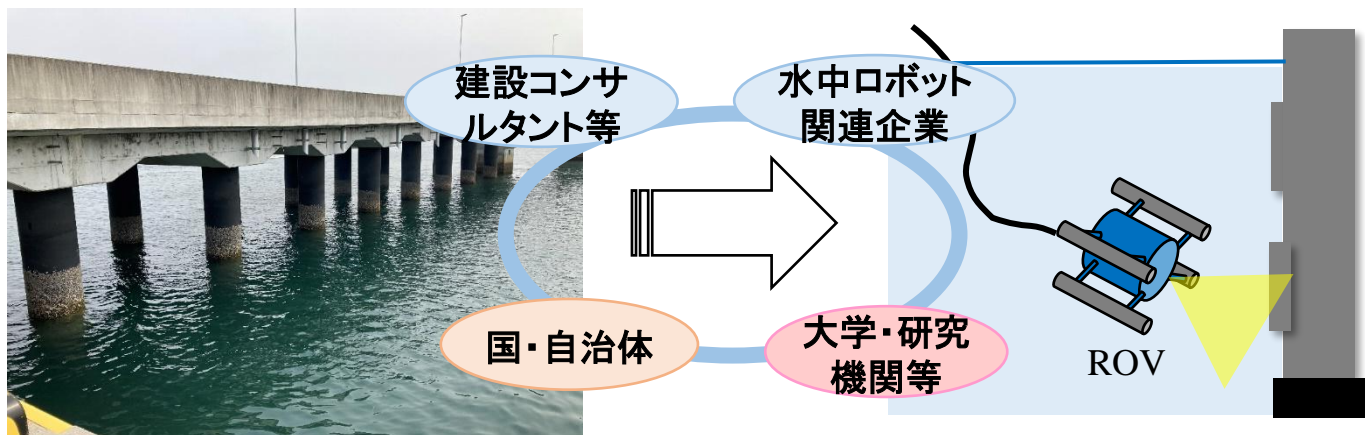 建設コンサ
ルタント等
水中ロボット
関連企業
国・自治体
大学・研究
機関等
ROV